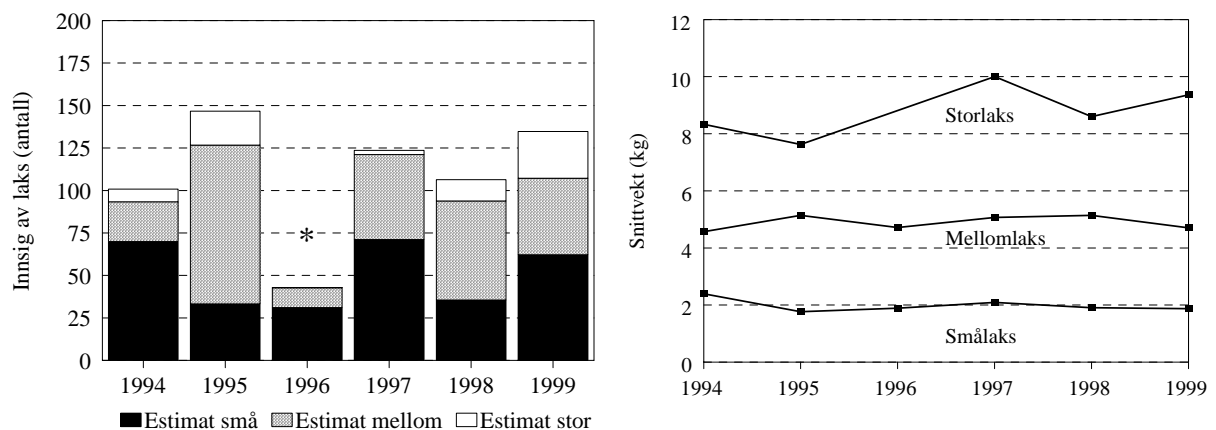 Innsig av laks (antall)
200
175
150
125
100
75
50
25
0
*
1994 1995 1996 1997 1998 1999
Estimat små Estimat mellom Estimat stor
Snittvekt (kg)
12
10
8
6
4
2
0
Storlaks
Mellomlaks
Smålaks
1994 1995 1996 1997 1998 1999